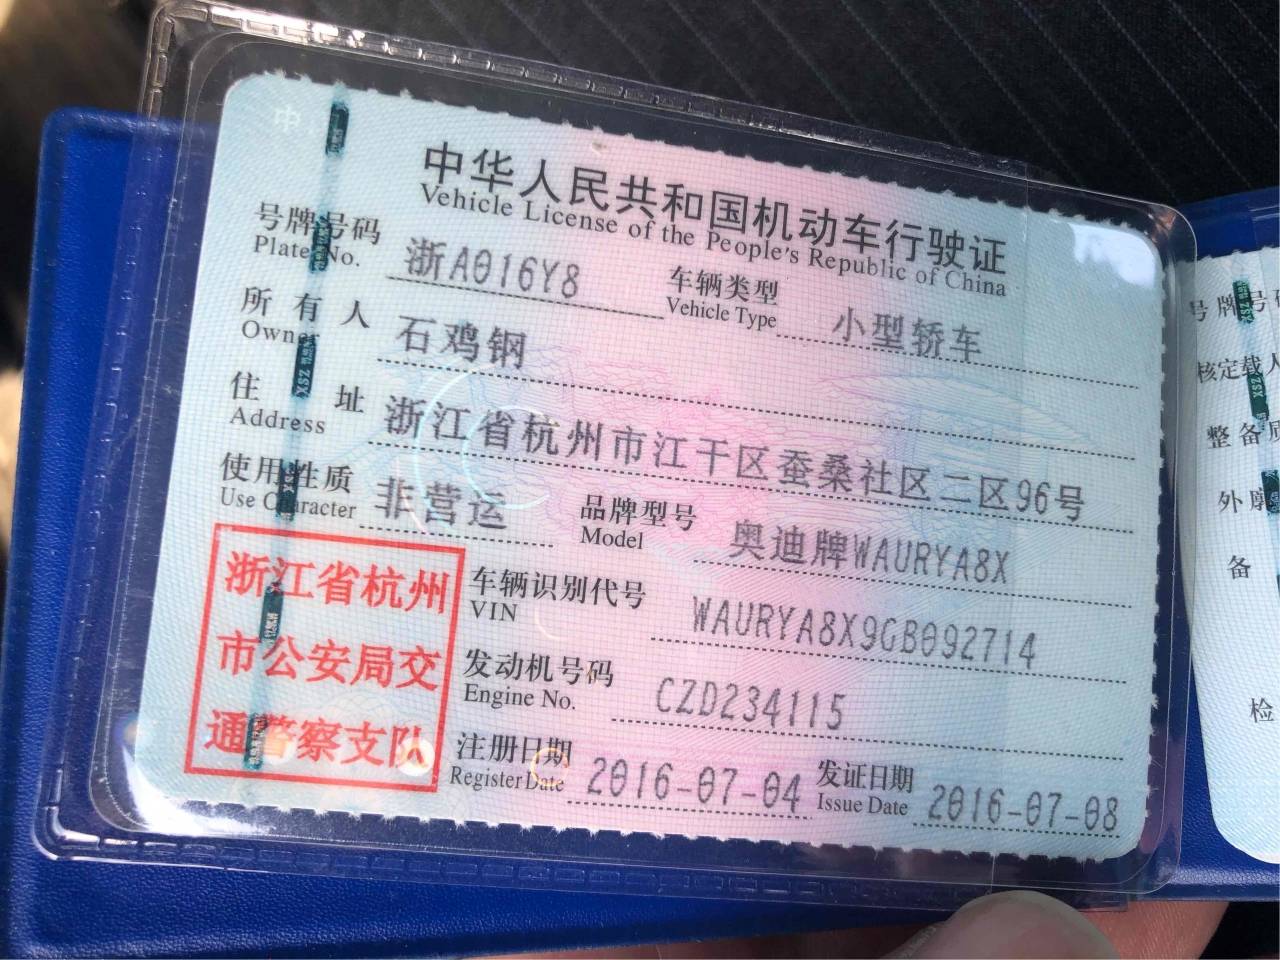 中华人民共和国机动车行驶证
Vehicle License of the People's Republic of China
号牌号码 浙A016Y8 车辆类型 小型轿车
Plate No. Vehicle Type
所有人 石鸡钢
Owner
住址 浙江省杭州市江干区蚕桑社区二区96号
Address
使用性质 非营运 品牌型号 奥迪牌WAURYA8X
Use Character Model
浙江省杭州
市公安局交
通警察支队
车辆识别代号 WAURYA8X9GB092714
VIN
发动机号码 CZD234115
Engine No.
注册日期 2016-07-04 发证日期 2016-07-08
Register Date Issue Date
号牌号
核定载人
整备质
外廓
备
检